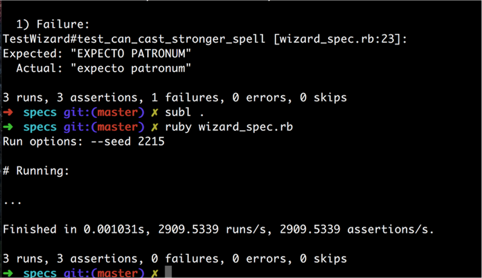 1) Failure:
TestWizard#test_can_cast_stronger_spell [wizard_spec.rb:23]:
Expected: "EXPECTO PATRONUM"
Actual: "expecto patronum"
3 runs, 3 assertions, 1 failures, 0 errors, 0 skips
➜ specs git:(master) ✗ subl .
➜ specs git:(master) ✗ ruby wizard_spec.rb
Run options: --seed 2215
# Running:
...
Finished in 0.001031s, 2909.5339 runs/s, 2909.5339 assertions/s.
3 runs, 3 assertions, 0 failures, 0 errors, 0 skips
➜ specs git:(master) ✗